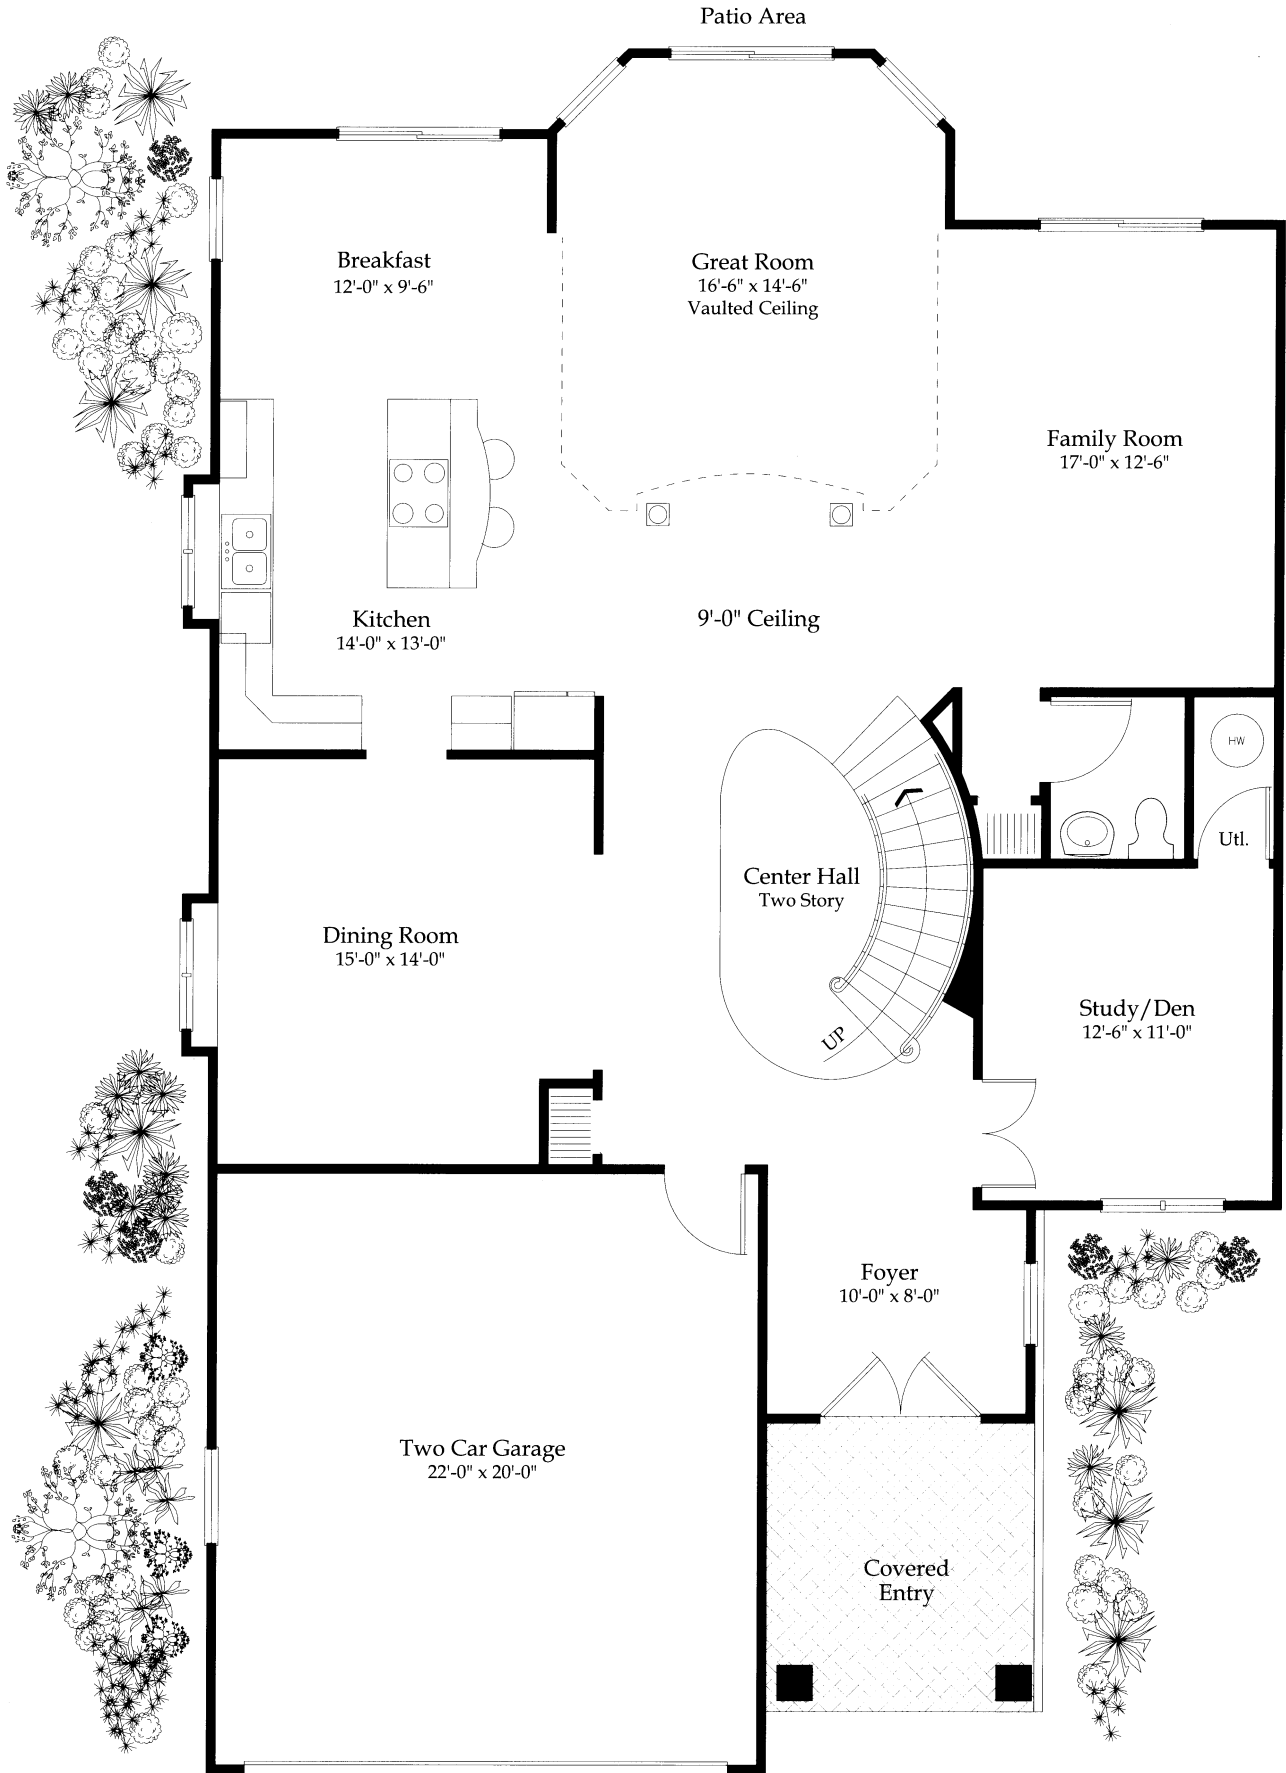 Patio Area
Breakfast
12'-0" x 9'-6"
Great Room
16'-6" x 14'-6"
Vaulted Ceiling
Family Room
17'-0" x 12'-6"
Kitchen
14'-0" x 13'-0"
9'-0" Ceiling
HW
Utl.
Center Hall
Two Story
Dining Room
15'-0" x 14'-0"
Study/Den
12'-6" x 11'-0"
UP
Foyer
10'-0" x 8'-0"
Two Car Garage
22'-0" x 20'-0"
Covered
Entry